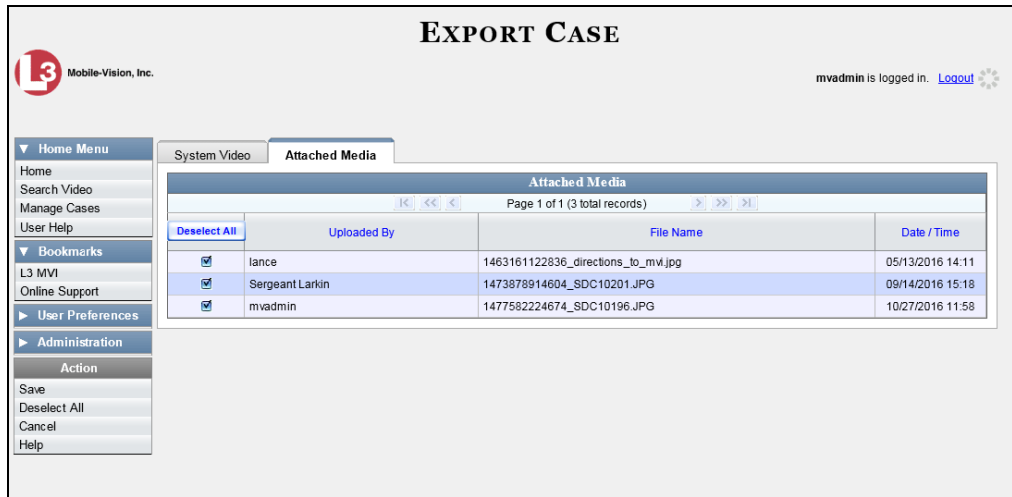 EXPORT CASE
L3 Mobile-Vision, Inc.
mvadmin is logged in. Logout
Home Menu
Home
Search Video
Manage Cases
User Help
Bookmarks
L3 MVI
Online Support
User Preferences
Administration
Action
Save
Deselect All
Cancel
Help
System Video Attached Media
Attached Media
Page 1 of 1 (3 total records)
Deselect All Uploaded By File Name Date / Time
lance 1463161122836_directions_to_mvi.jpg 05/13/2016 14:11
Sergeant Larkin 1473878914604_SDC10201.JPG 09/14/2016 15:18
mvadmin 1477582224674_SDC10196.JPG 10/27/2016 11:58